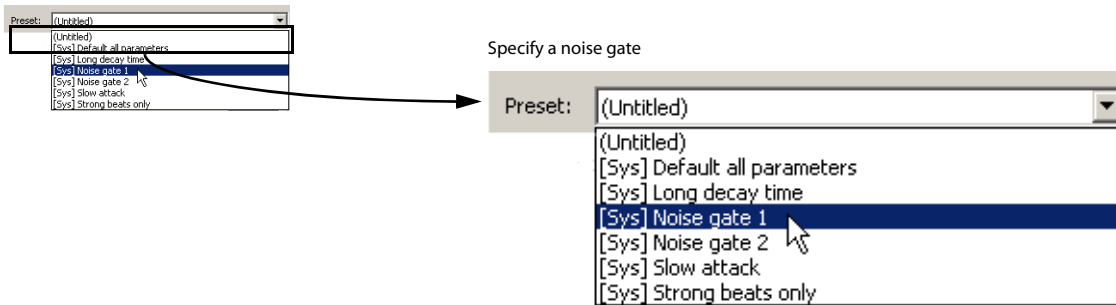 Preset: (Untitled)
(Untitled)
[Sys] Default all parameters
[Sys] Long decay time
[Sys] Noise gate 1
[Sys] Noise gate 2
[Sys] Slow attack
[Sys] Strong beats only
Specify a noise gate
Preset: (Untitled)
(Untitled)
[Sys] Default all parameters
[Sys] Long decay time
[Sys] Noise gate 1
[Sys] Noise gate 2
[Sys] Slow attack
[Sys] Strong beats only